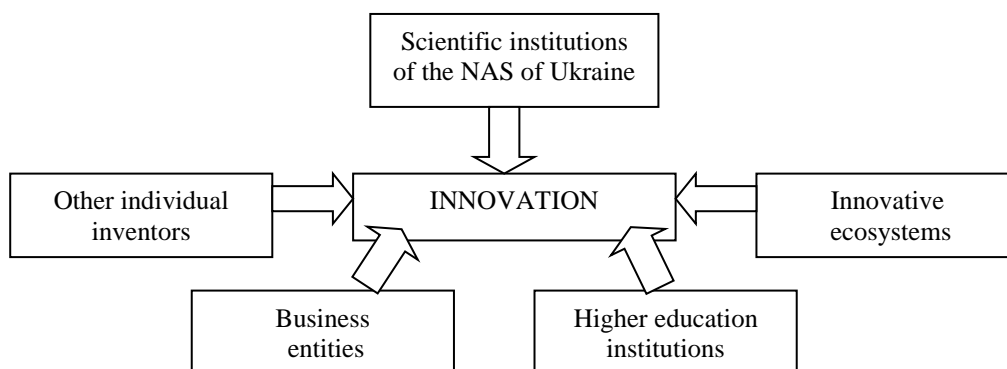 Scientific institutions
of the NAS of Ukraine
Other individual
inventors
INNOVATION
Innovative
ecosystems
Business
entities
Higher education
institutions